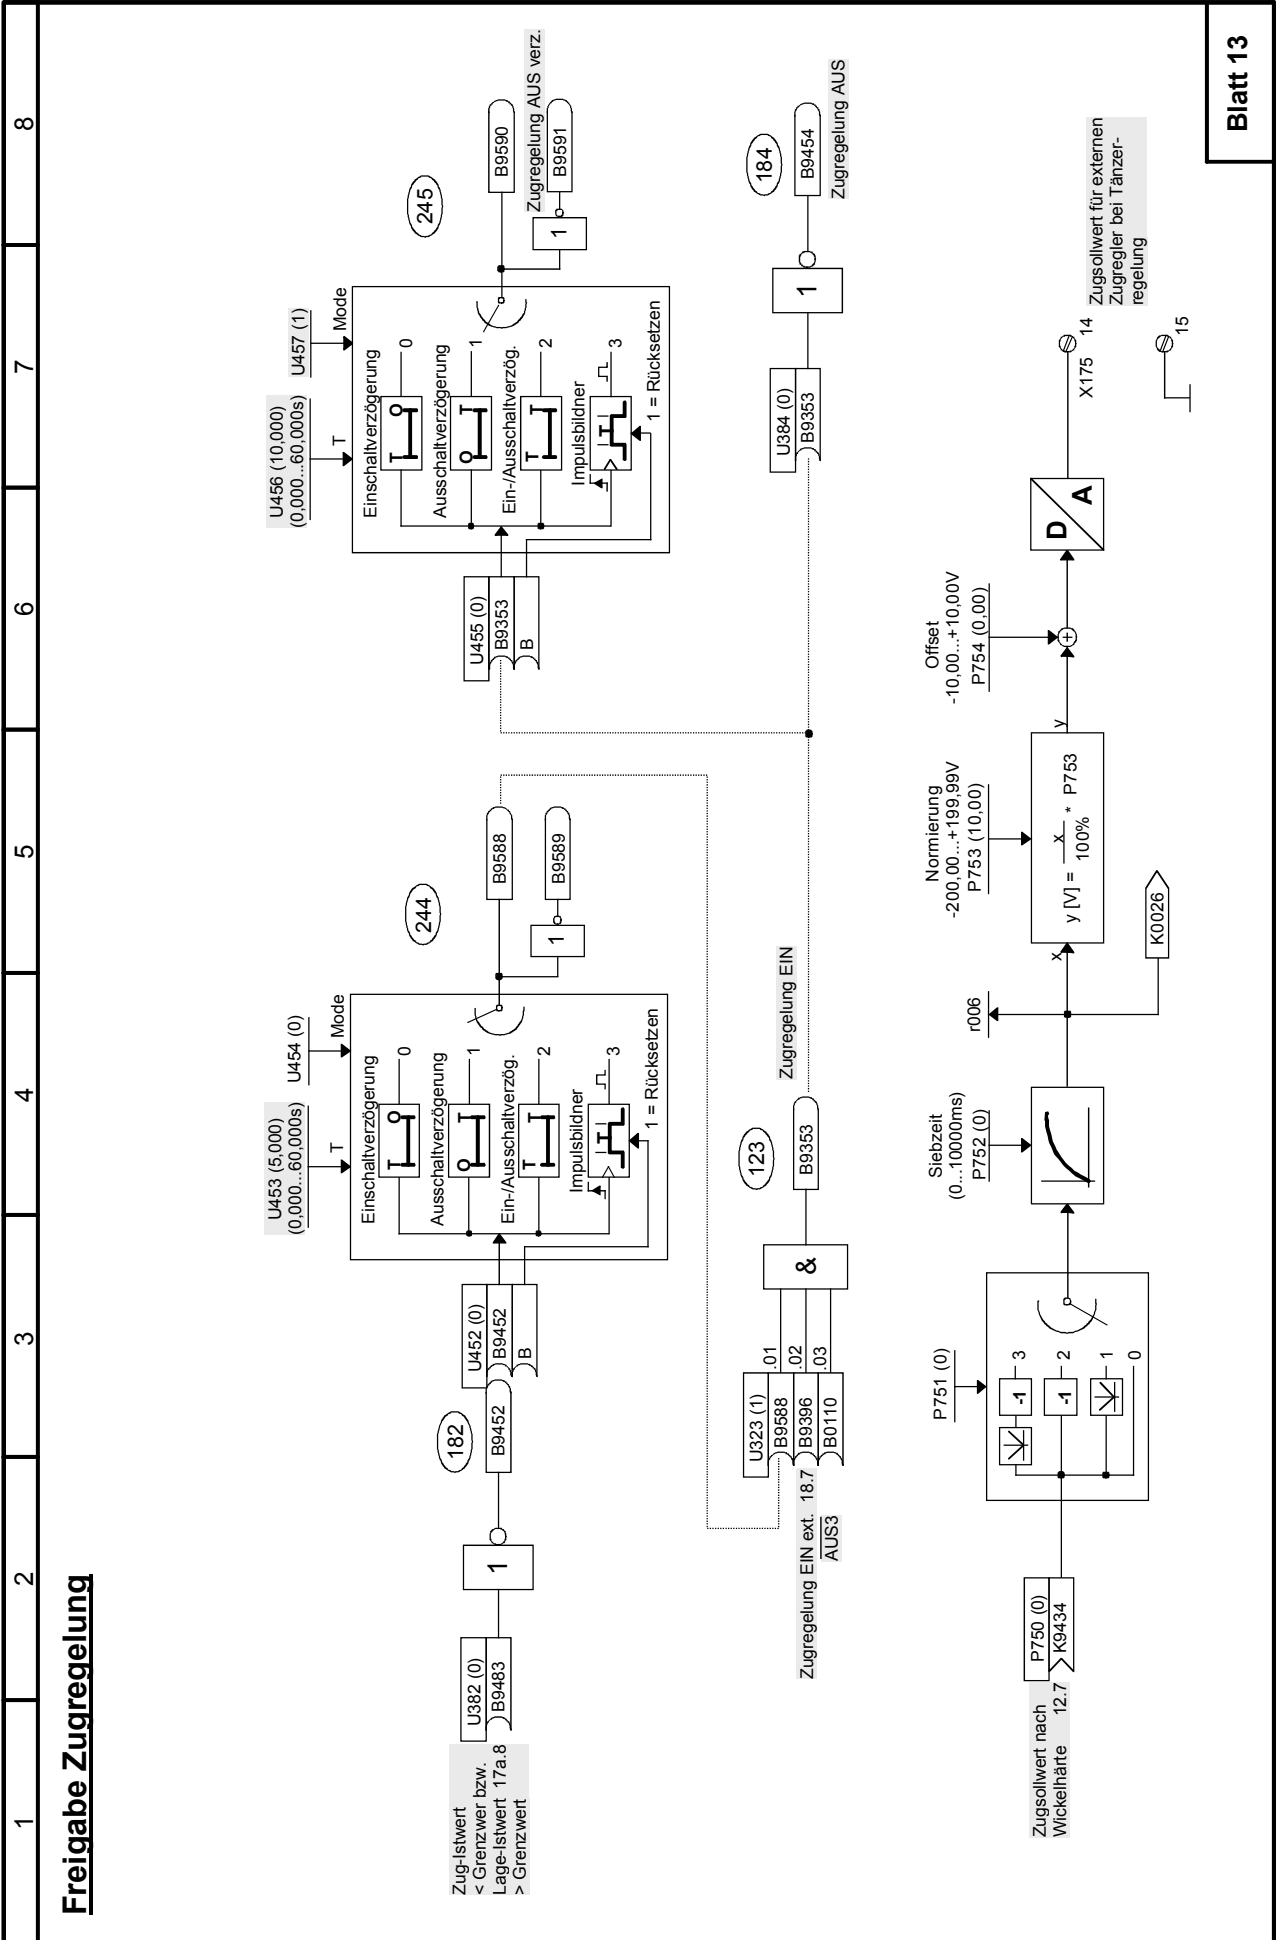 1
2
3
4
5
6
7
8
Freigabe Zugregelung
Zug-Istwert
< Grenzwer bzw.
Lage-Istwert 17a.8
> Grenzwert
U382 (0)
B9483
1
182
B9452
U452 (0)
B9452
B
U453 (5,000)
(0,000...60,000s)
T
U454 (0)
Mode
Einschaltverzögerung
T O
0
Ausschaltverzögerung
O T
1
Ein-/Ausschaltverzög.
T T
2
Impulsbildner
T
3
1 = Rücksetzen
244
B9588
1
B9589
U455 (0)
B9353
B
U456 (10,000)
(0,000...60,000s)
T
U457 (1)
Mode
Einschaltverzögerung
T O
0
Ausschaltverzögerung
O T
1
Ein-/Ausschaltverzög.
T T
2
Impulsbildner
T
3
1 = Rücksetzen
245
B9590
Zugregelung AUS verz.
1
B9591
Zugregelung EIN ext. 18.7
AUS3
U323 (1)
B9588 .01
B9396 .02
B0110 .03
&
123
B9353
Zugregelung EIN
U384 (0)
B9353
1
184
B9454
Zugregelung AUS
Zugsollwert nach
Wickelhärte 12.7
P750 (0)
K9434
P751 (0)
-1 3
-1 2
1
0
Siebzeit
(0...10000ms)
P752 (0)
r006
K0026
Normierung
-200,00...+199,99V
P753 (10,00)
x
y [V] = x / 100% * P753
y
Offset
-10,00...+10,00V
P754 (0,00)
+
D
A
X175
14
15
Zugsollwert für externen
Zugregler bei Tänzer-
regelung
Blatt 13